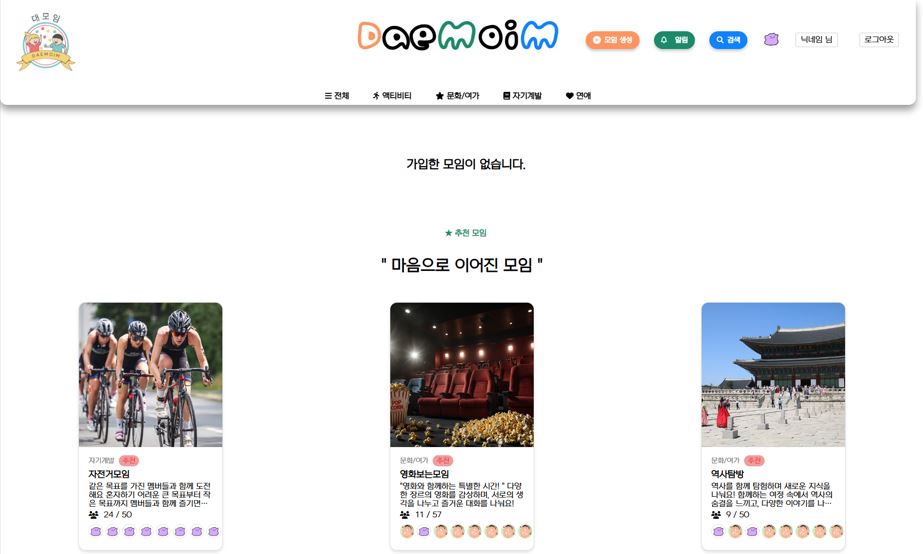 대모임
DAEMOIM
DaeMoiM
모임 생성
알림
검색
닉네임 님
로그아웃
전체
액티비티
문화/여가
자기계발
연애
가입한 모임이 없습니다.
추천 모임
" 마음으로 이어진 모임 "
POP
CORN
자기계발 추천
자전거모임
같은 목표를 가진 멤버들과 함께 도전
해요 혼자하기 어려운 큰 목표부터 작
은 목표까지 멤버들과 함께 즐기면...
24 / 50
문화/여가 추천
영화보는모임
"영화와 함께하는 특별한 시간! " 다양
한 장르의 영화를 감상하며, 서로의 생
각을 나누고 즐거운 대화를 나눠요!
11 / 57
문화/여가 추천
역사탐방
역사를 함께 탐험하며 새로운 지식을
나눠요! 함께하는 여정 속에서 역사의
숨결을 느끼고, 다양한 이야기를 나...
9 / 50